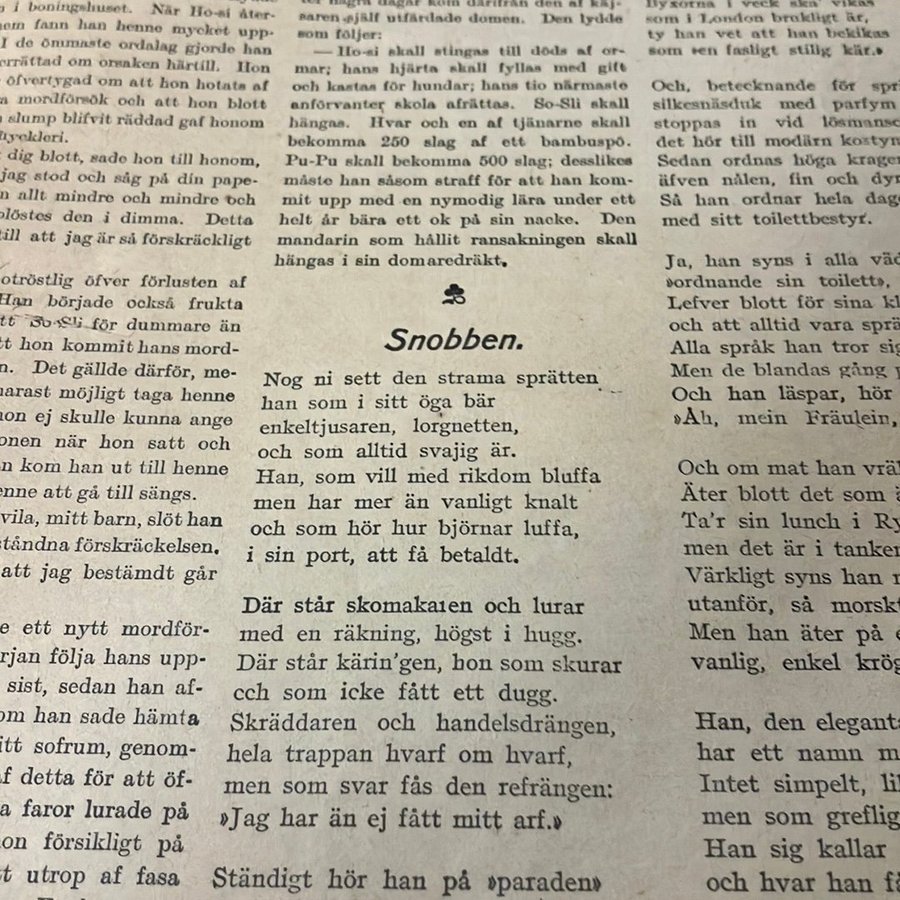 i boningshuset. När Ho-si åter-
hem fann han henne mycket upp-
I de ömmaste ordalag gjorde han
errättad om orsaken härtill. Hon
öfvertygad om att hon hotats af
mordförsök och att hon blott
slump blifvit räddad gaf honom
tyckleri.
dig blott, sade hon till honom,
jag stod och såg på din pape-
n allt mindre och mindre och
plöstes den i dimma. Detta
till att jag är så förskräckligt
otröstlig öfver förlusten af
Han började också frukta
tt So-Sli för dummare än
tt hon kommit hans mord-
n. Det gällde därför, me-
narast möjligt taga henne
hon ej skulle kunna ange
onen när hon satt och
n kom han ut till henne
enne att gå till sängs.
vila, mitt barn, slöt han
ståndna förskräckelsen.
att jag bestämdt går
e ett nytt mordför-
rjan följa hans upp-
sist, sedan han af-
om han sade hämta
itt sofrum, genom-
af detta för att öf-
a faror lurade på
on försikligt på
t utrop af fasa
några dagar kom därifrån den af kej-
saren själf utfärdade domen. Den lydde
som följer:
— Ho-si skall stingas till döds af or-
mar; hans hjärta skall fyllas med gift
och kastas för hundar; hans tio närmaste
anförvanter skola afrättas. So-Sli skall
hängas. Hvar och en af tjänarne skall
bekomma 250 slag af ett bambuspö.
Pu-Pu skall bekomma 500 slag; desslikes
måste han såsom straff för att han kom-
mit upp med en nymodig lära under ett
helt år bära ett ok på sin nacke. Den
mandarin som hållit ransakningen skall
hängas i sin domaredräkt.
Snobben.
Nog ni sett den strama sprätten
han som i sitt öga bär
enkeltjusaren, lorgnetten,
och som alltid svajig är.
Han, som vill med rikdom bluffa
men har mer än vanligt knalt
och som hör hur björnar luffa,
i sin port, att få betaldt.
Där står skomakaren och lurar
med en räkning, högst i hugg.
Där står kärin'gen, hon som skurar
cch som icke fått ett dugg.
Skräddaren och handelsdrängen,
hela trappan hvarf om hvarf,
men som svar fås den refrängen:
»Jag har än ej fått mitt arf.»
Ständigt hör han på »paraden»
Byxorna i veck ska' vikas
som i London brukligt är,
ty han vet att han bekikas
som »en fasligt stilig kär.»
Och, betecknande för
silkesnäsduk med parfym
stoppas in vid
det hör till modärn
Sedan ordnas höga
äfven nålen, fin och
Så han ordnar hela
med sitt toilettbestyr.
Ja, han syns i alla
»ordnande sin toilett»,
Lefver blott för sina
och att alltid vara
Alla språk han tror
Men de blandas gång
Och han läspar, hör
»Ah, mein Fräulein,
Och om mat han
Äter blott det som
Ta'r sin lunch i
men det är i
Värkligt syns han
utanför, så
Men han äter på
vanlig, enkel
Han, den
har ett namn
Intet simpelt,
men som
Han sig kallar
och hvar han